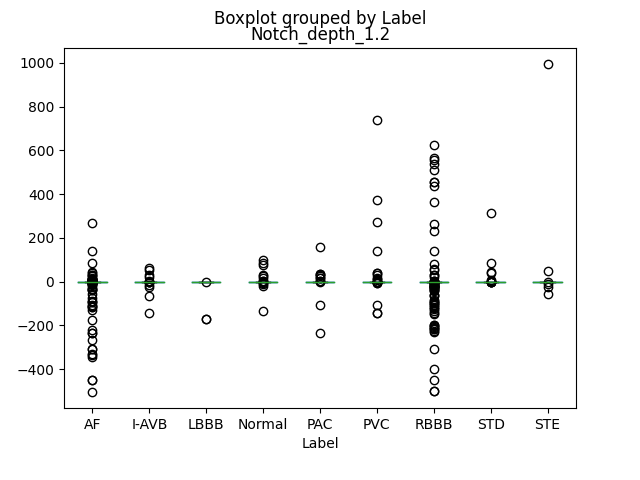 Boxplot grouped by Label
Notch_depth_1.2
1000
800
600
400
200
0
−200
−400
AF I-AVB LBBB Normal PAC PVC RBBB STD STE
Label